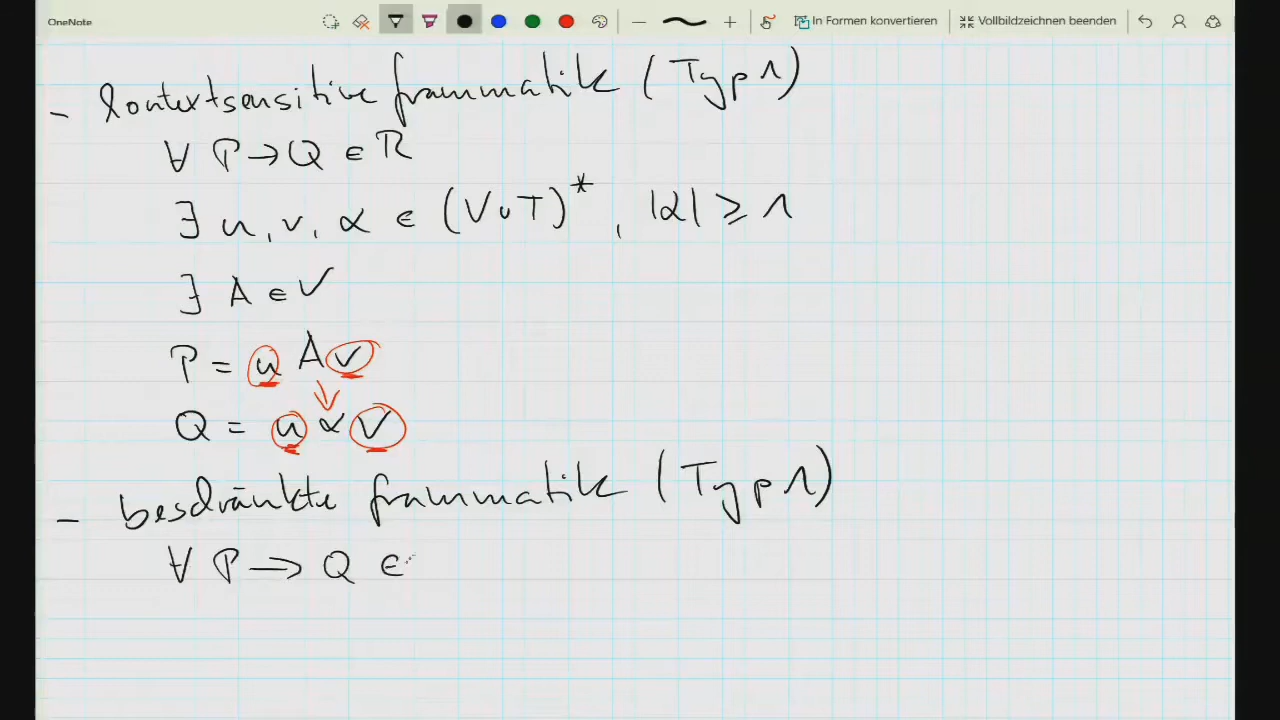 OneNote In Formen konvertieren Vollbildzeichnen beenden
- kontextsensitive Grammatik (Typ 1)
∀ P → Q ∈ R
∃ u, v, α ∈ (V ∪ T)*, |α| ≥ 1
∃ A ∈ V
P = u A v
Q = u α v
- beschränkte Grammatik (Typ 1)
∀ P → Q ∈